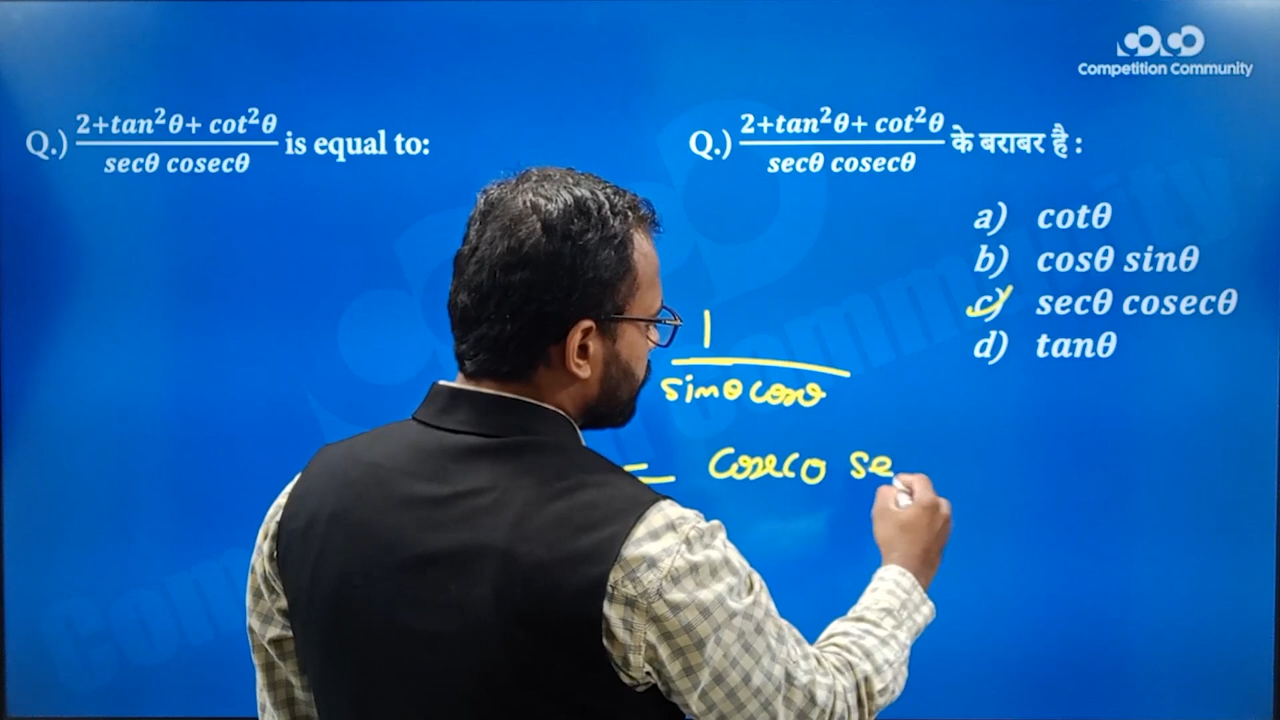 Competition Community
Q.) 2+tan²θ+ cot²θ / secθ cosecθ is equal to:
Q.) 2+tan²θ+ cot²θ / secθ cosecθ के बराबर है :
a) cotθ
b) cosθ sinθ
c) secθ cosecθ
d) tanθ
1
sinθ cosθ
= cosecθ se